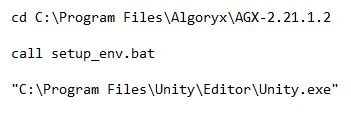 cd C:\Program Files\Algoryx\AGX-2.21.1.2
call setup_env.bat
"C:\Program Files\Unity\Editor\Unity.exe"